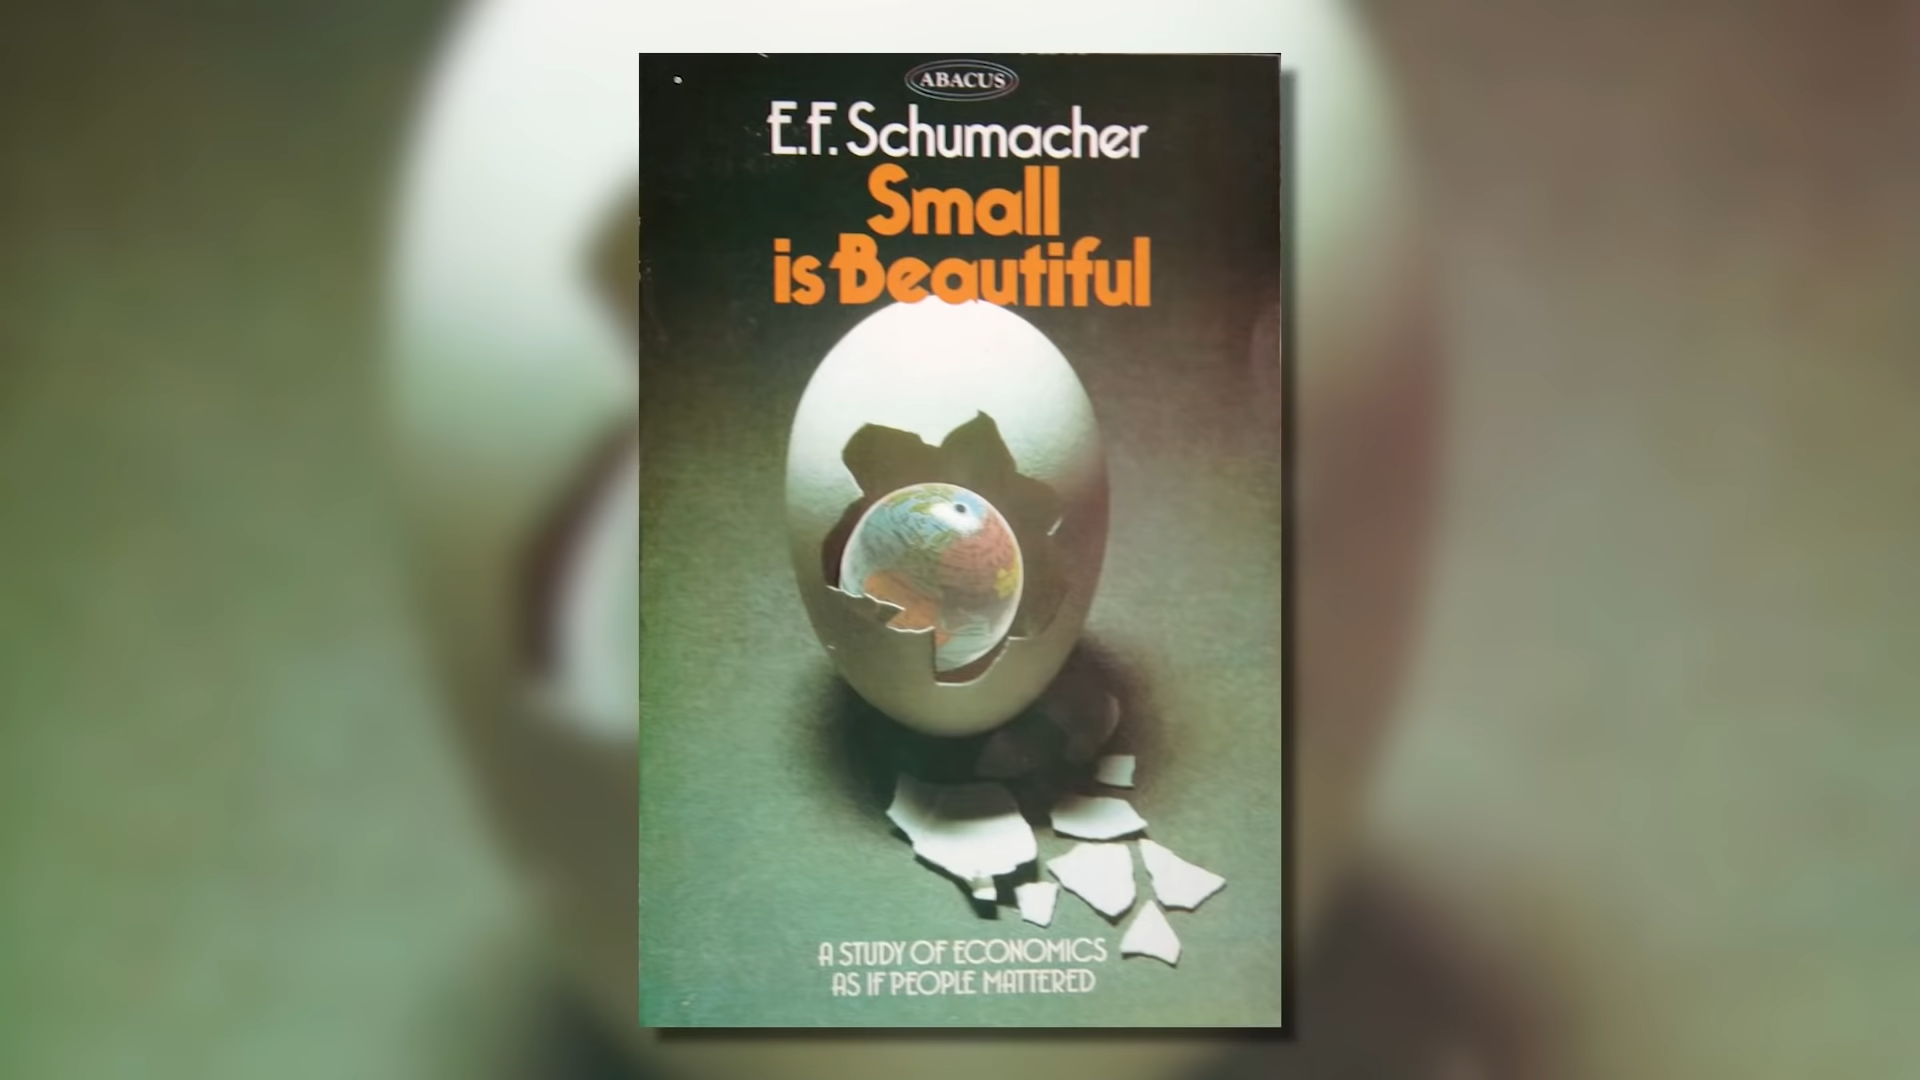 ABACUS
E.F. Schumacher
Small
is Beautiful
A STUDY OF ECONOMICS
AS IF PEOPLE MATTERED